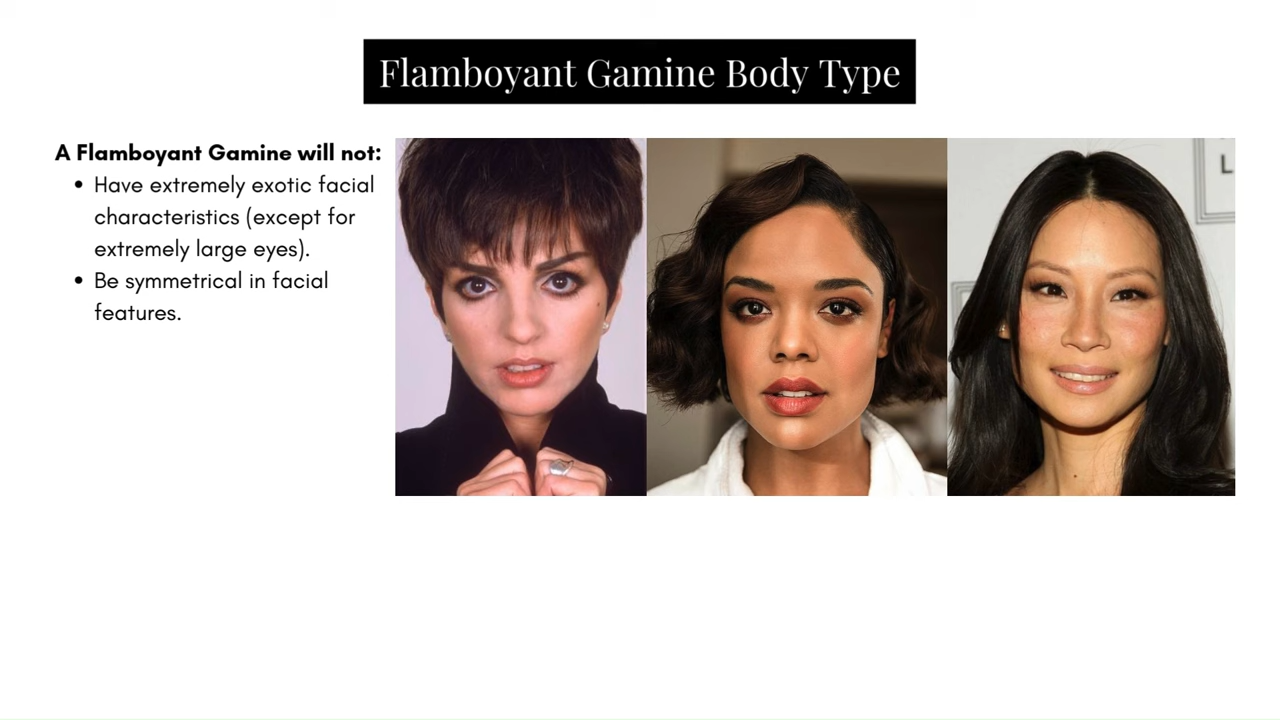 Flamboyant Gamine Body Type
A Flamboyant Gamine will not:
• Have extremely exotic facial
characteristics (except for
extremely large eyes).
• Be symmetrical in facial
features.
L